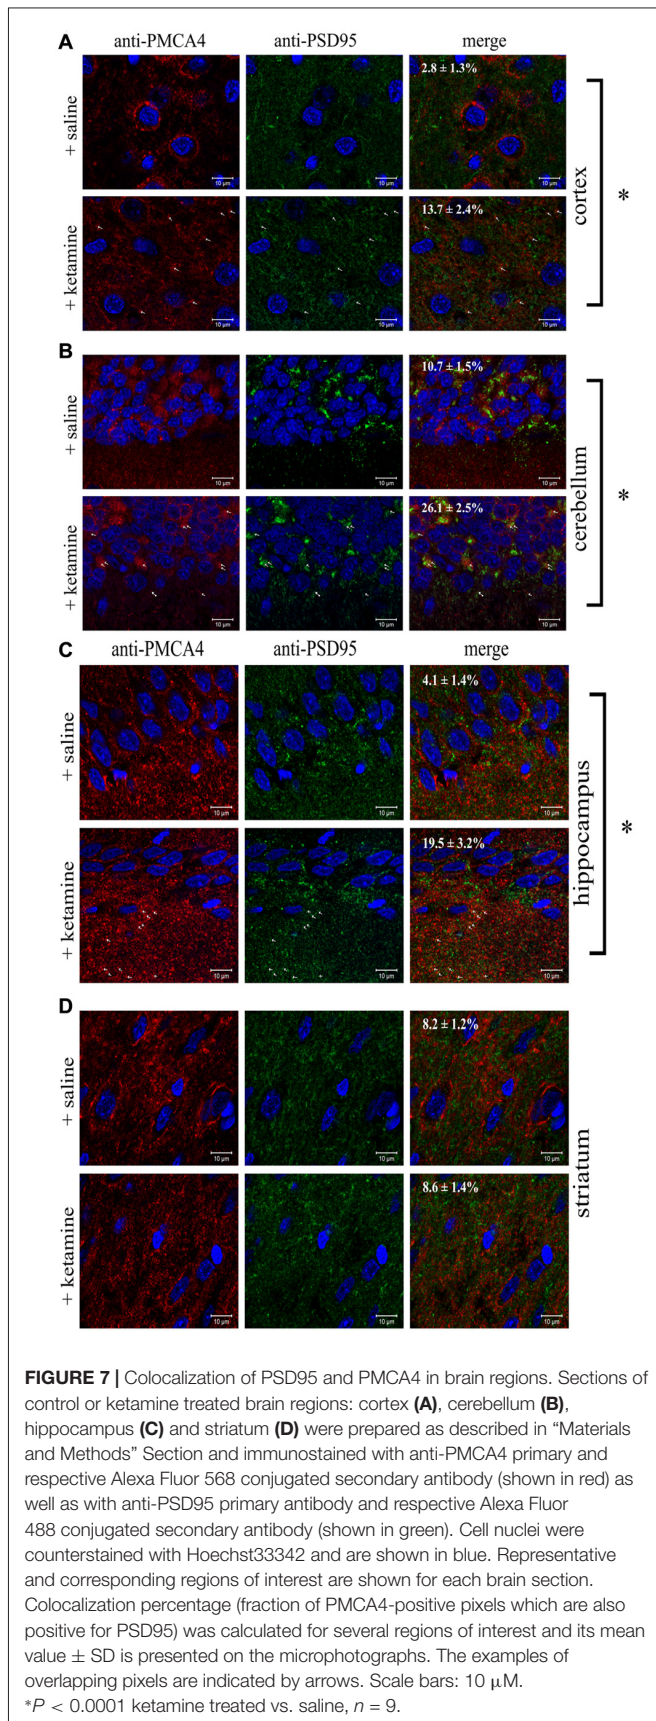 A anti-PMCA4 anti-PSD95 merge
+ saline
2.8 ± 1.3%
10 µm 10 µm 10 µm
+ ketamine
13.7 ± 2.4%
10 µm 10 µm 10 µm
cortex
*
B
+ saline
10.7 ± 1.5%
10 µm 10 µm 10 µm
+ ketamine
26.1 ± 2.5%
10 µm 10 µm 10 µm
cerebellum
*
C anti-PMCA4 anti-PSD95 merge
+ saline
4.1 ± 1.4%
10 µm 10 µm 10 µm
+ ketamine
19.5 ± 3.2%
10 µm 10 µm 10 µm
hippocampus
*
D
+ saline
8.2 ± 1.2%
10 µm 10 µm 10 µm
+ ketamine
8.6 ± 1.4%
10 µm 10 µm 10 µm
striatum
FIGURE 7 | Colocalization of PSD95 and PMCA4 in brain regions. Sections of
control or ketamine treated brain regions: cortex (A), cerebellum (B),
hippocampus (C) and striatum (D) were prepared as described in “Materials
and Methods” Section and immunostained with anti-PMCA4 primary and
respective Alexa Fluor 568 conjugated secondary antibody (shown in red) as
well as with anti-PSD95 primary antibody and respective Alexa Fluor
488 conjugated secondary antibody (shown in green). Cell nuclei were
counterstained with Hoechst33342 and are shown in blue. Representative
and corresponding regions of interest are shown for each brain section.
Colocalization percentage (fraction of PMCA4-positive pixels which are also
positive for PSD95) was calculated for several regions of interest and its mean
value ± SD is presented on the microphotographs. The examples of
overlapping pixels are indicated by arrows. Scale bars: 10 µM.
*P < 0.0001 ketamine treated vs. saline, n = 9.